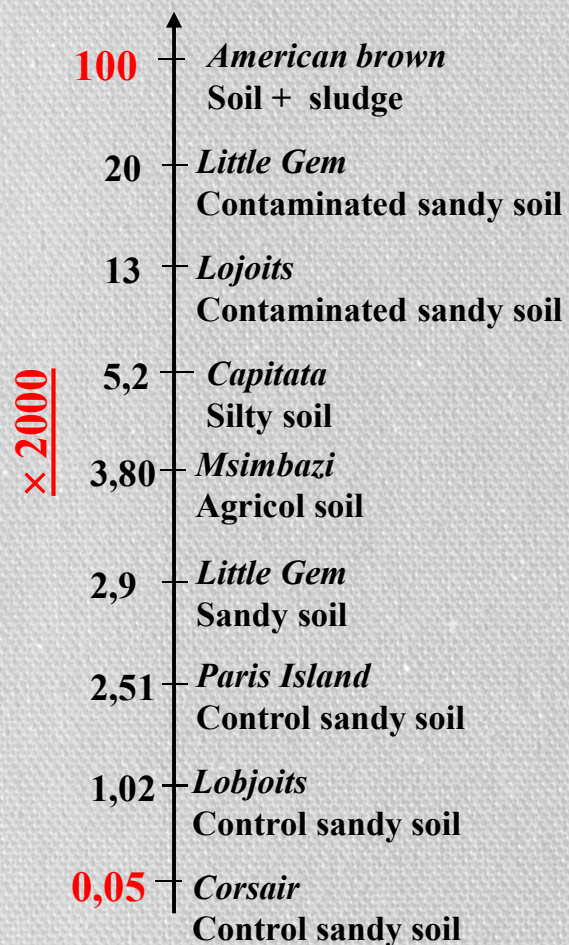 100 American brown
Soil + sludge
20 Little Gem
Contaminated sandy soil
13 Lojoits
Contaminated sandy soil
5,2 Capitata
Silty soil
× 2000
3,80 Msimbazi
Agricol soil
2,9 Little Gem
Sandy soil
2,51 Paris Island
Control sandy soil
1,02 Lobjoits
Control sandy soil
0,05 Corsair
Control sandy soil